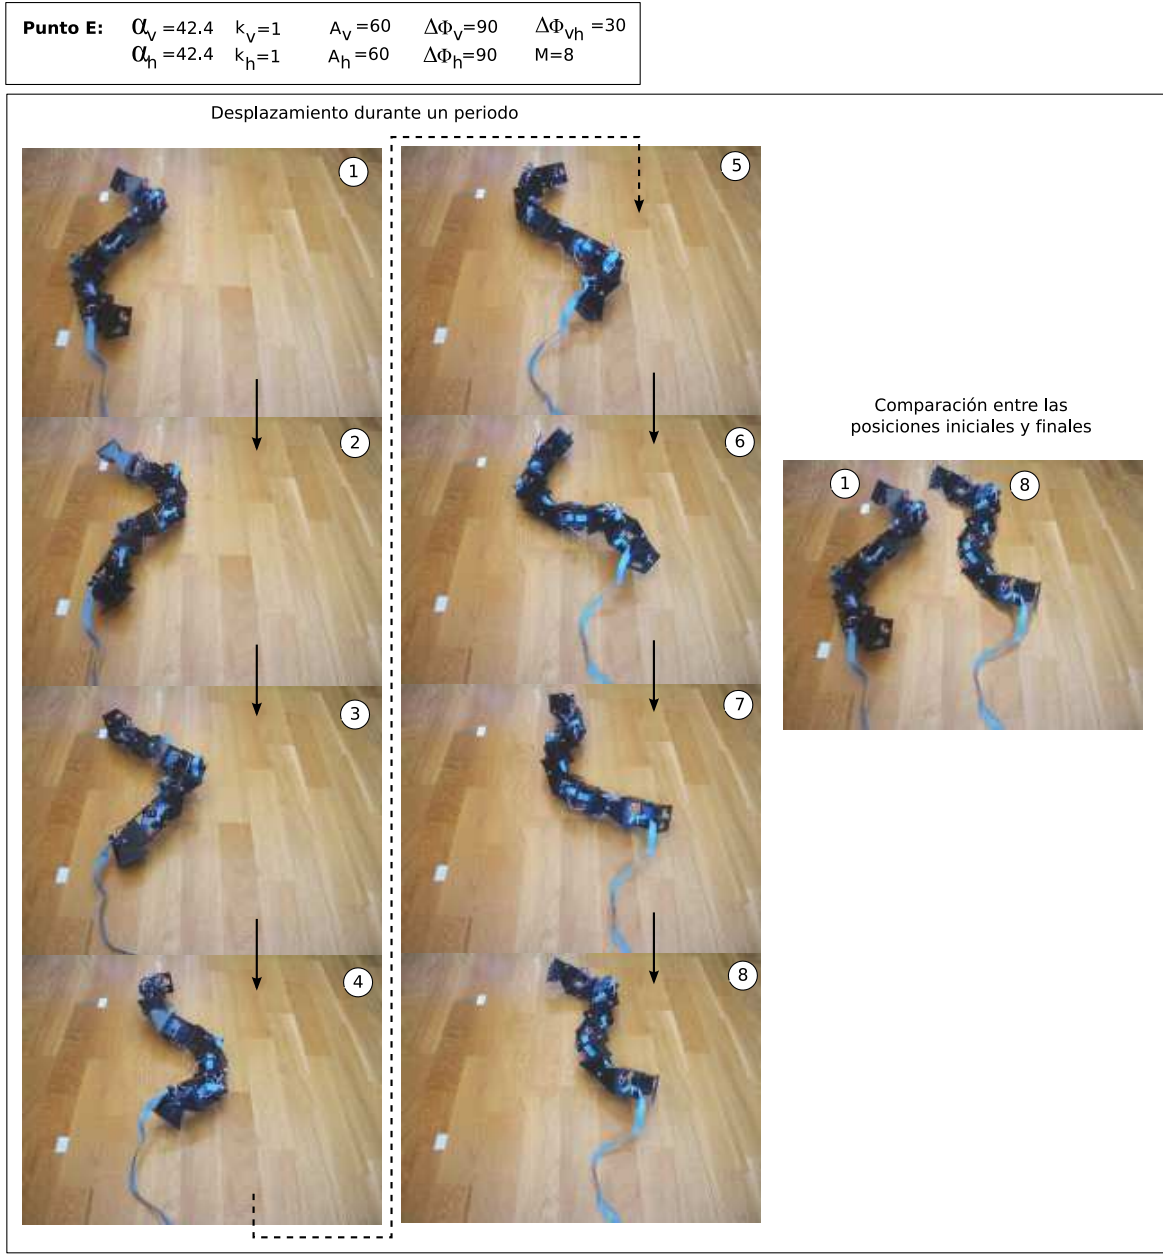 Punto E: αv =42.4 kv=1 Av=60 ΔΦv=90 ΔΦvh =30
αh =42.4 kh=1 Ah=60 ΔΦh=90 M=8
Desplazamiento durante un periodo
1
2
3
4
5
6
7
8
Comparación entre las
posiciones iniciales y finales
1 8